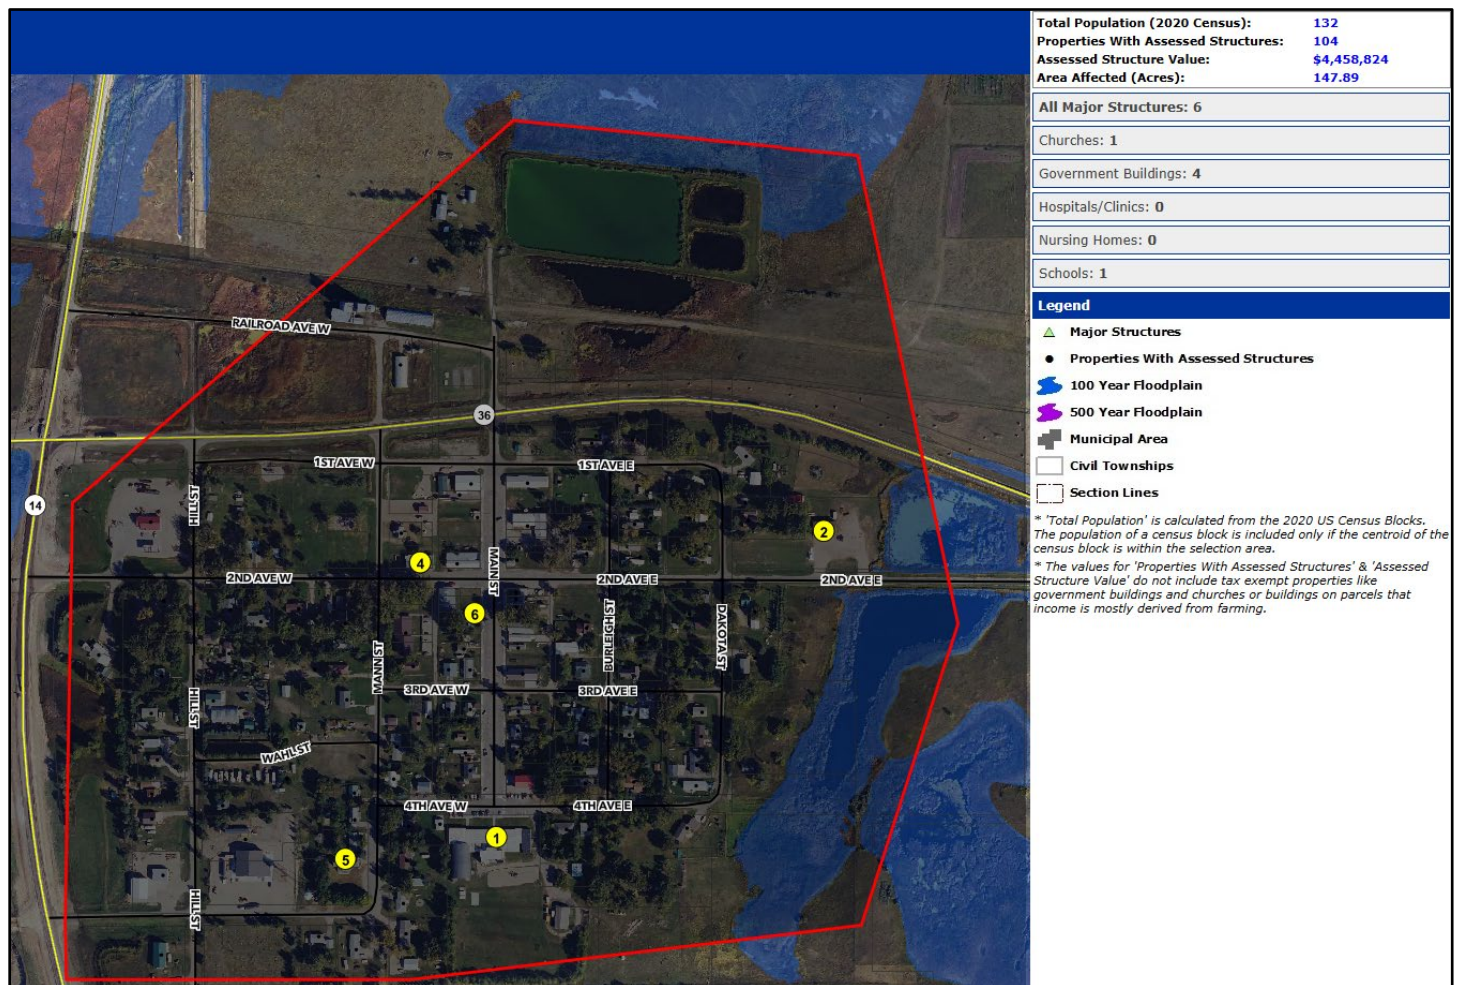 Total Population (2020 Census): 132
Properties With Assessed Structures: 104
Assessed Structure Value: $4,458,824
Area Affected (Acres): 147.89
All Major Structures: 6
Churches: 1
Government Buildings: 4
Hospitals/Clinics: 0
Nursing Homes: 0
Schools: 1
Legend
Major Structures
Properties With Assessed Structures
100 Year Floodplain
500 Year Floodplain
Municipal Area
Civil Townships
Section Lines
* 'Total Population' is calculated from the 2020 US Census Blocks.
The population of a census block is included only if the centroid of the
census block is within the selection area.
* The values for 'Properties With Assessed Structures' & 'Assessed
Structure Value' do not include tax exempt properties like
government buildings and churches or buildings on parcels that
income is mostly derived from farming.
RAILROAD AVE W
36
1ST AVE W
1ST AVE E
HILL ST
14
2
4
MAIN ST
2ND AVE W
2ND AVE E
2ND AVE E
6
BURLEIGH ST
DAKOTA ST
MANN ST
3RD AVE W
3RD AVE E
HILL ST
WAHL ST
4TH AVE W
4TH AVE E
1
5
HILL ST